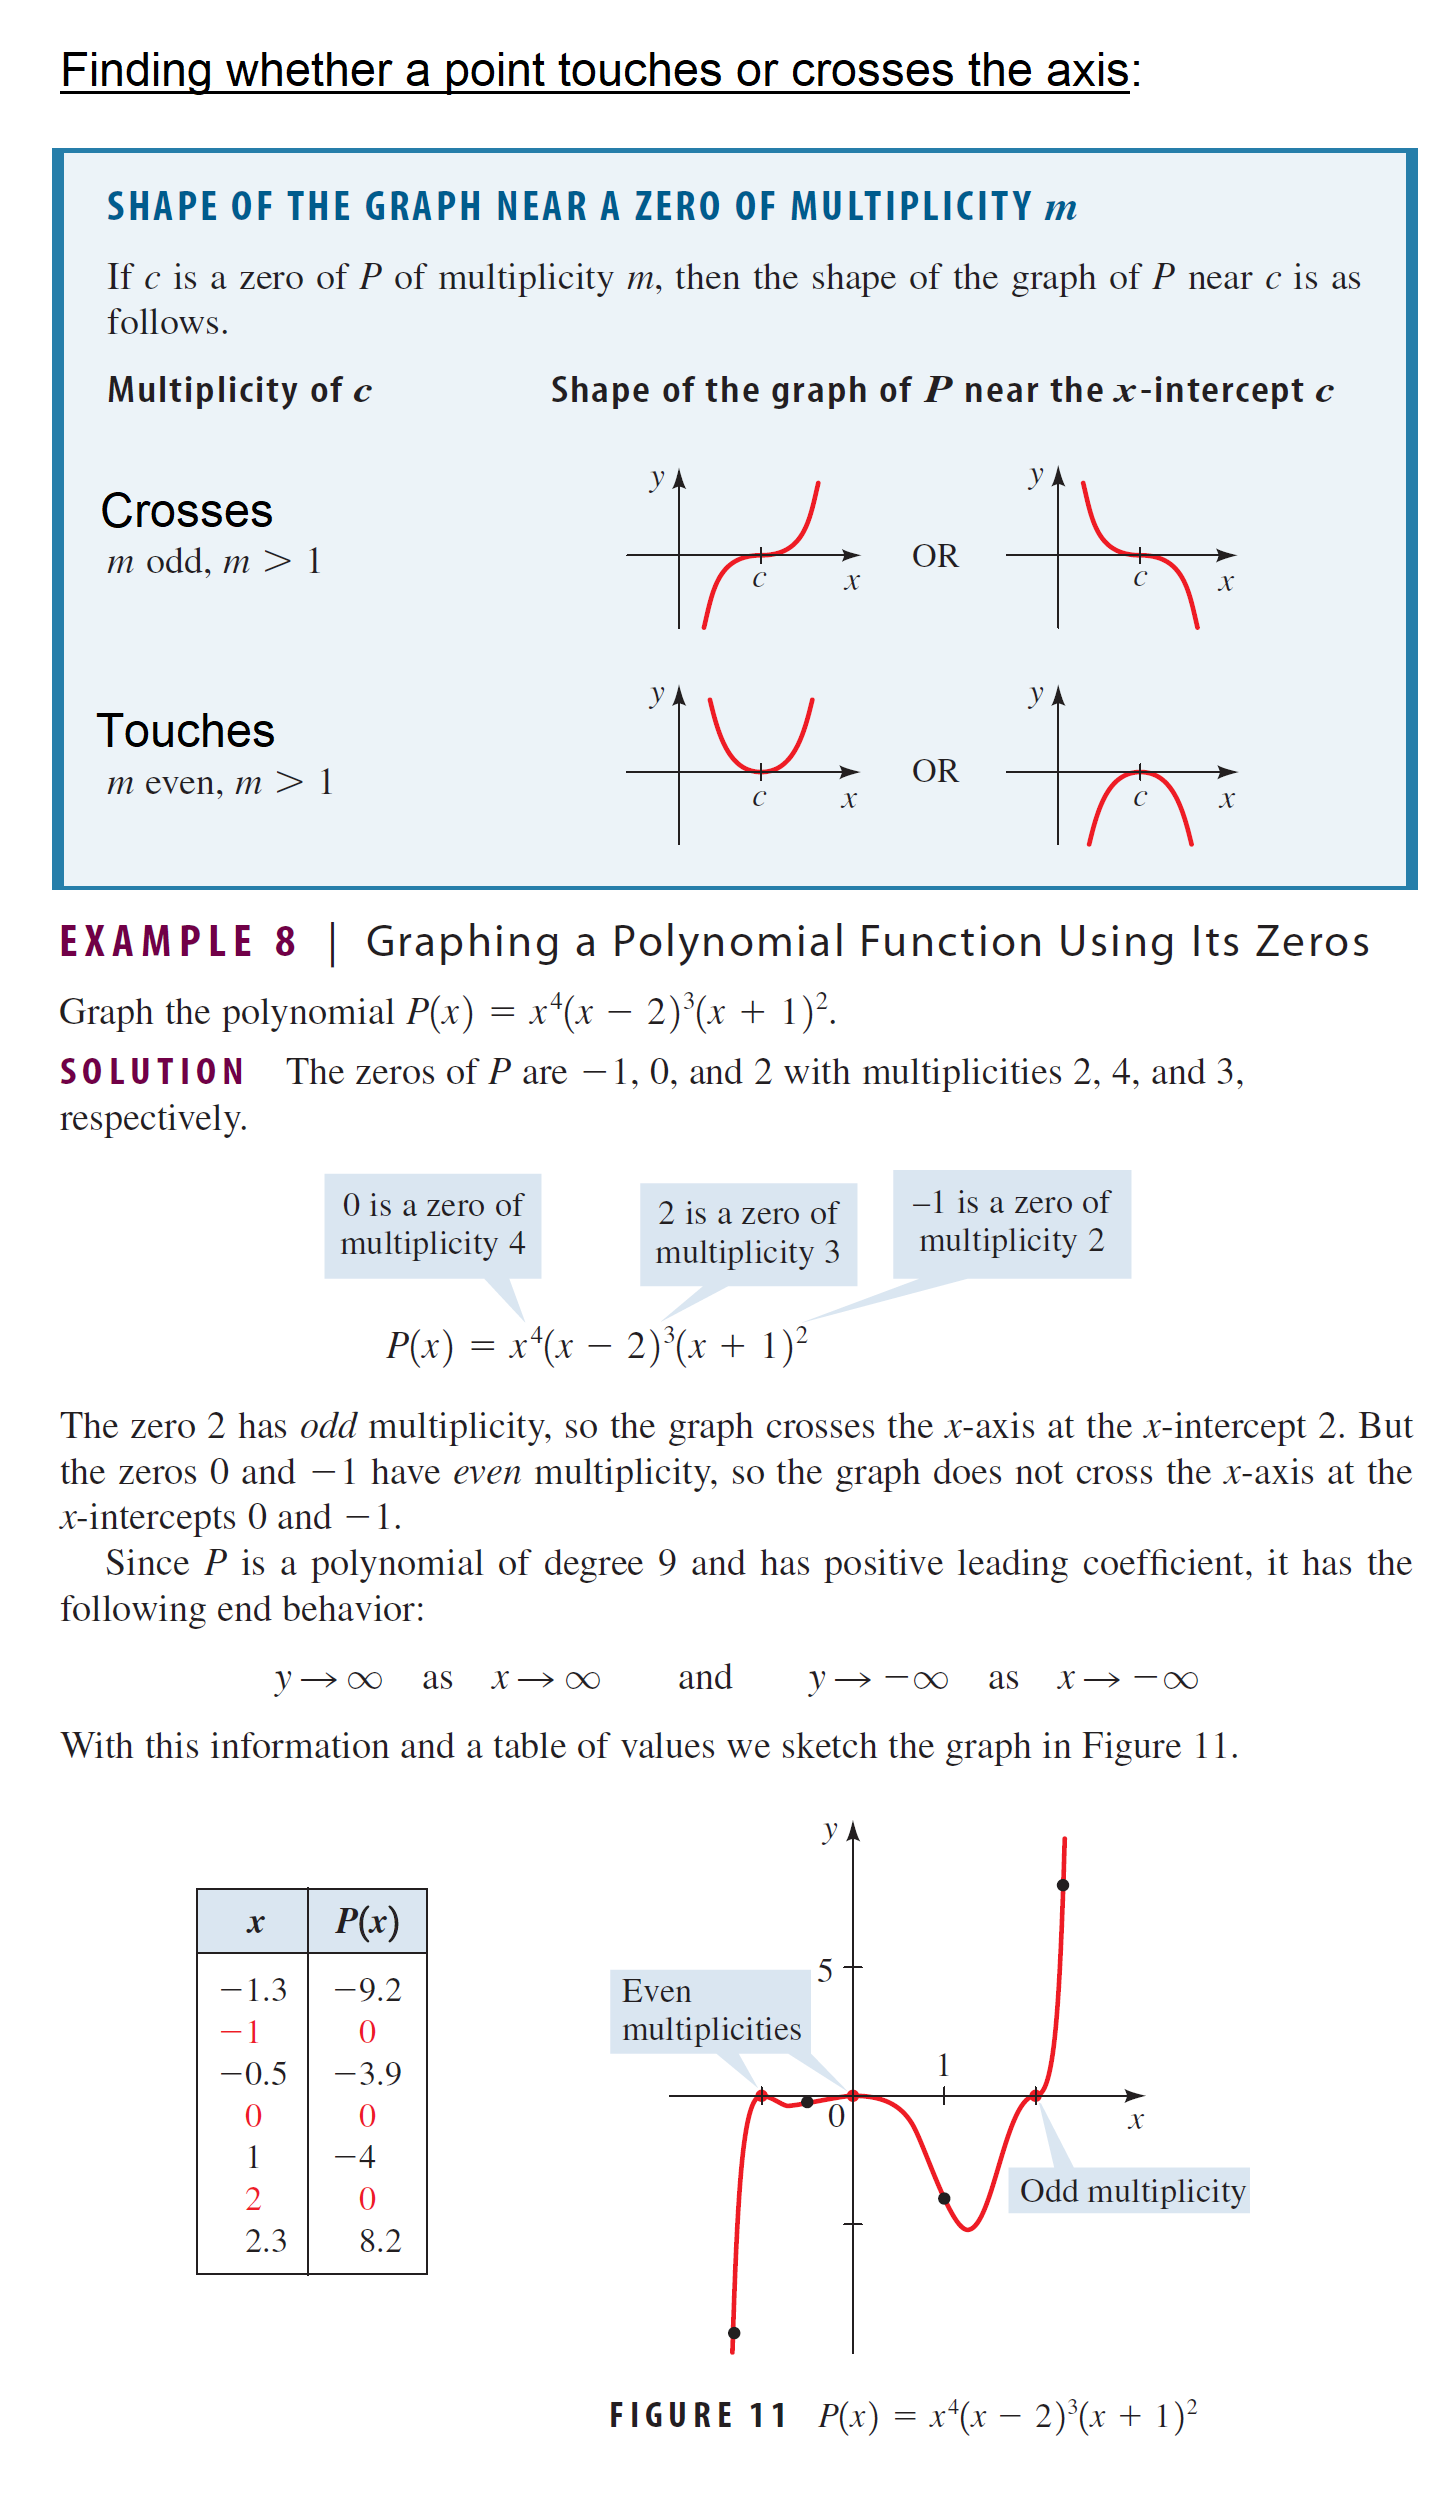 Finding whether a point touches or crosses the axis:
SHAPE OF THE GRAPH NEAR A ZERO OF MULTIPLICITY m
If c is a zero of P of multiplicity m, then the shape of the graph of P near c is as
follows.
Multiplicity of c Shape of the graph of P near the x-intercept c
Crosses
m odd, m > 1
y
c
x
OR
y
c
x
Touches
m even, m > 1
y
c
x
OR
y
c
x
EXAMPLE 8 | Graphing a Polynomial Function Using Its Zeros
Graph the polynomial P(x) = x⁴(x − 2)³(x + 1)².
SOLUTION The zeros of P are −1, 0, and 2 with multiplicities 2, 4, and 3,
respectively.
0 is a zero of
multiplicity 4
2 is a zero of
multiplicity 3
–1 is a zero of
multiplicity 2
P(x) = x⁴(x − 2)³(x + 1)²
The zero 2 has odd multiplicity, so the graph crosses the x-axis at the x-intercept 2. But
the zeros 0 and −1 have even multiplicity, so the graph does not cross the x-axis at the
x-intercepts 0 and −1.
Since P is a polynomial of degree 9 and has positive leading coefficient, it has the
following end behavior:
y → ∞ as x → ∞ and y → −∞ as x → −∞
With this information and a table of values we sketch the graph in Figure 11.
x P(x)
−1.3 −9.2
−1 0
−0.5 −3.9
0 0
1 −4
2 0
2.3 8.2
y
5
Even
multiplicities
1
0
x
Odd multiplicity
FIGURE 11 P(x) = x⁴(x − 2)³(x + 1)²